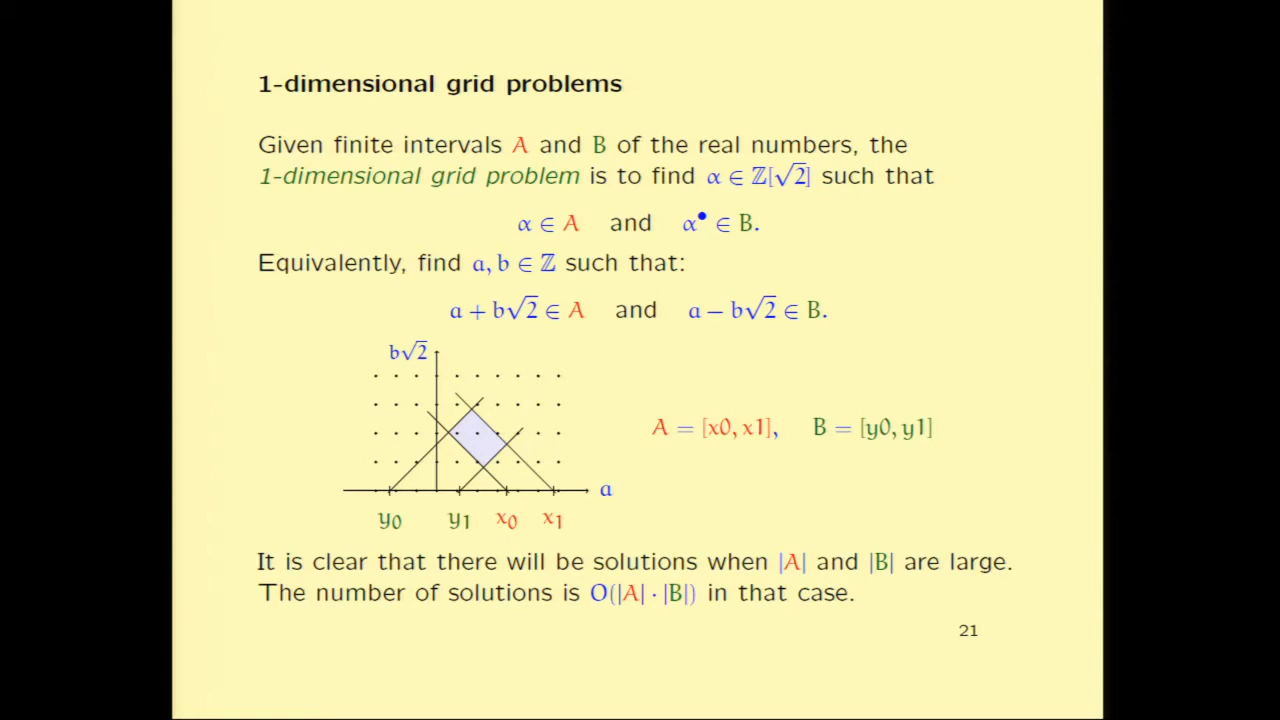 1-dimensional grid problems
Given finite intervals A and B of the real numbers, the
1-dimensional grid problem is to find α ∈ ℤ[√2] such that
α ∈ A and α• ∈ B.
Equivalently, find a, b ∈ ℤ such that:
a + b√2 ∈ A and a − b√2 ∈ B.
b√2
A = [x0, x1], B = [y0, y1]
a
y₀ y₁ x₀ x₁
It is clear that there will be solutions when |A| and |B| are large.
The number of solutions is O(|A| · |B|) in that case.
21